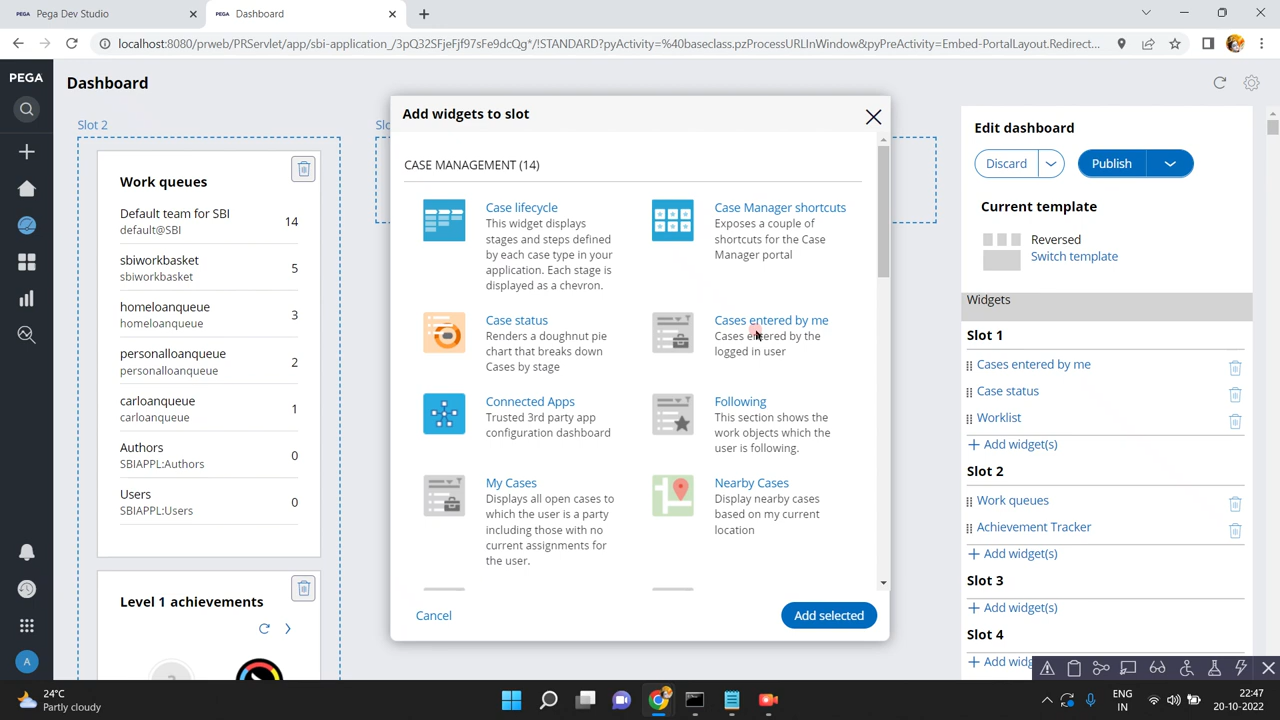 PEGA Pega Dev Studio
PEGA Dashboard
localhost:8080/prweb/PRServlet/app/sbi-application_/3pQ32SFjeFjf97sFe9dcQg*/!STANDARD?pyActivity=%40baseclass.pzProcessURLInWindow&pyPreActivity=Embed-PortalLayout.Redirect...
PEGA
Dashboard
Slot 2
Work queues
Default team for SBI
default@SBI
14
sbiworkbasket
sbiworkbasket
5
homeloanqueue
homeloanqueue
3
personalloanqueue
personalloanqueue
2
carloanqueue
carloanqueue
1
Authors
SBIAPPL:Authors
0
Users
SBIAPPL:Users
0
Level 1 achievements
A
Add widgets to slot
CASE MANAGEMENT (14)
Case lifecycle
This widget displays
stages and steps defined
by each case type in your
application. Each stage is
displayed as a chevron.
Case Manager shortcuts
Exposes a couple of
shortcuts for the Case
Manager portal
Case status
Renders a doughnut pie
chart that breaks down
Cases by stage
Cases entered by me
Cases entered by the
logged in user
Connected Apps
Trusted 3rd party app
configuration dashboard
Following
This section shows the
work objects which the
user is following.
My Cases
Displays all open cases to
which the user is a party
including those with no
current assignments for
the user.
Nearby Cases
Display nearby cases
based on my current
location
Cancel
Add selected
Edit dashboard
Discard
Publish
Current template
Reversed
Switch template
Widgets
Slot 1
Cases entered by me
Case status
Worklist
+ Add widget(s)
Slot 2
Work queues
Achievement Tracker
+ Add widget(s)
Slot 3
+ Add widget(s)
Slot 4
+ Add
24°C
Partly cloudy
ENG
IN
22:47
20-10-2022